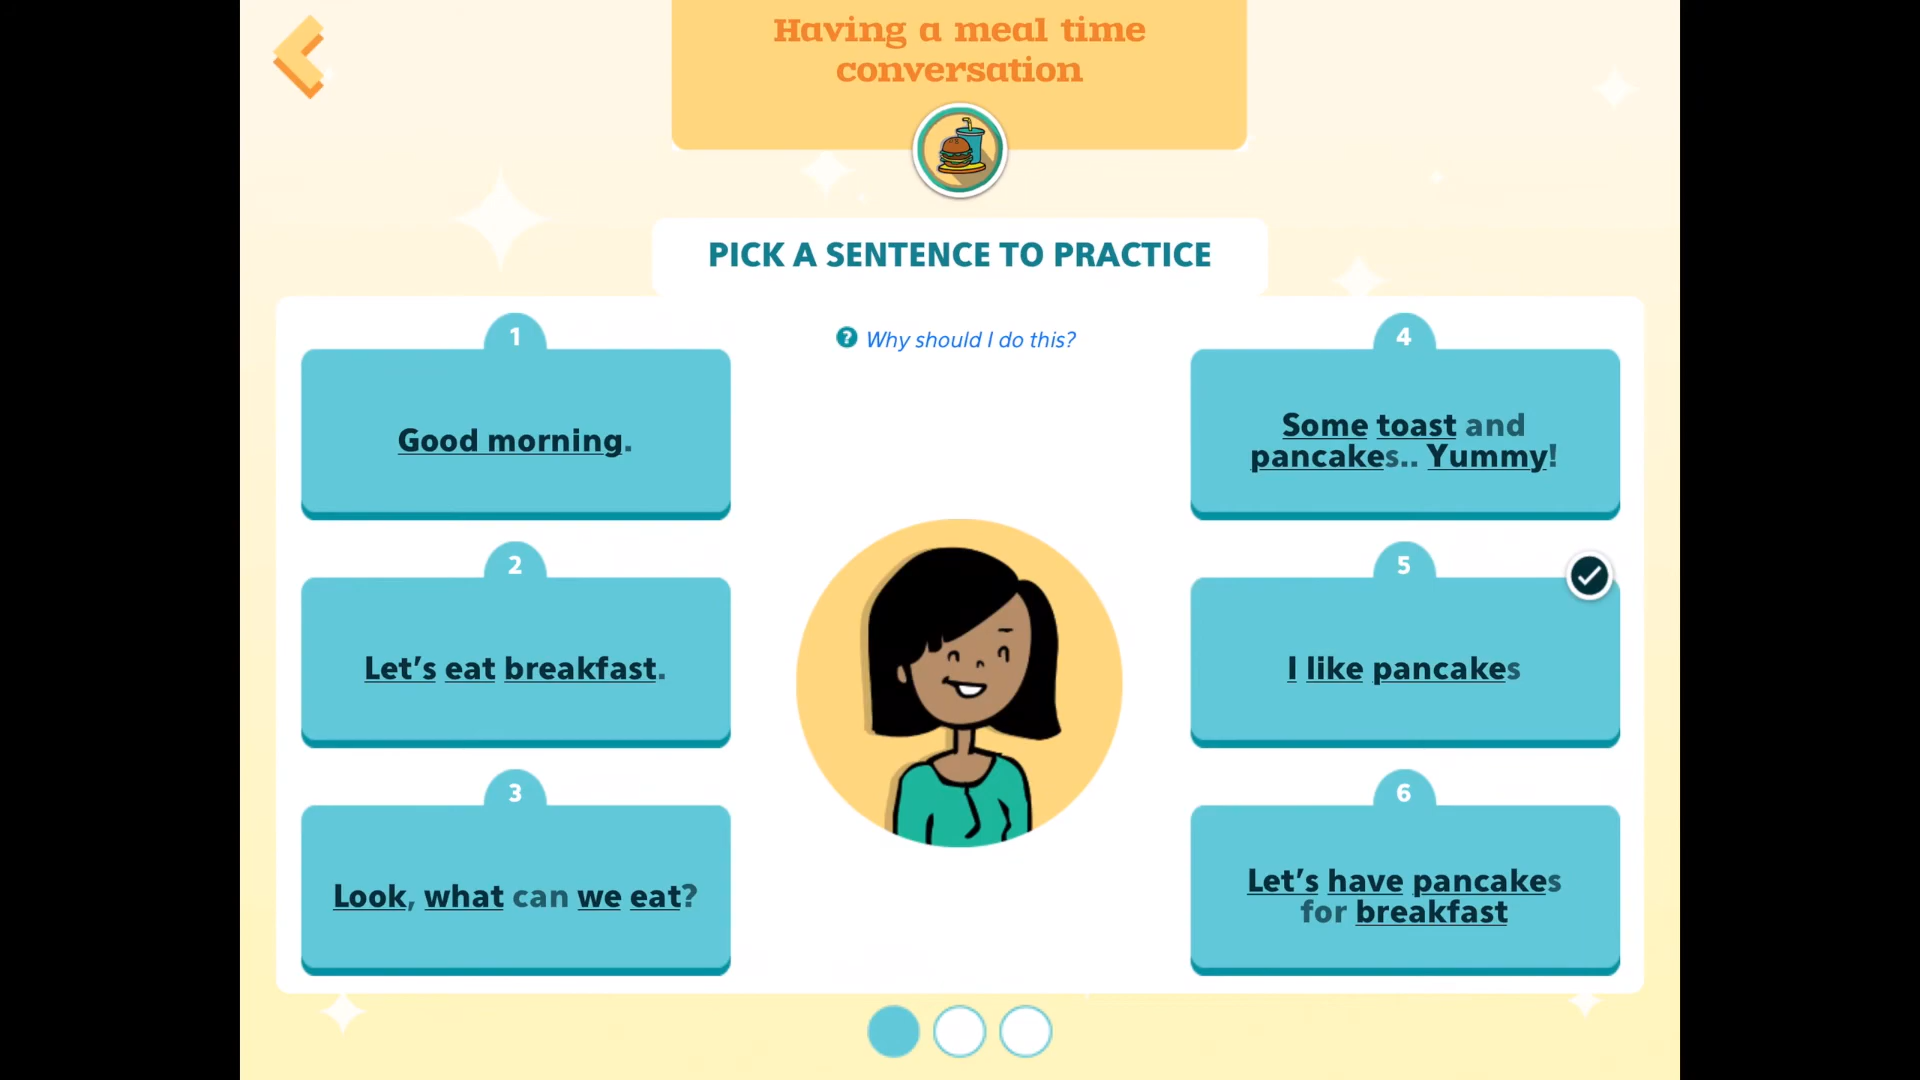 Having a meal time
conversation
PICK A SENTENCE TO PRACTICE
? Why should I do this?
1
Good morning.
2
Let's eat breakfast.
3
Look, what can we eat?
4
Some toast and
pancakes.. Yummy!
5
I like pancakes
6
Let's have pancakes
for breakfast